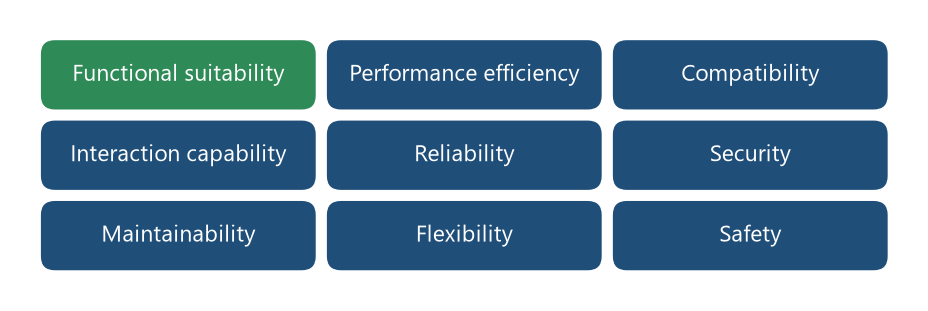 Functional suitability
Performance efficiency
Compatibility
Interaction capability
Reliability
Security
Maintainability
Flexibility
Safety